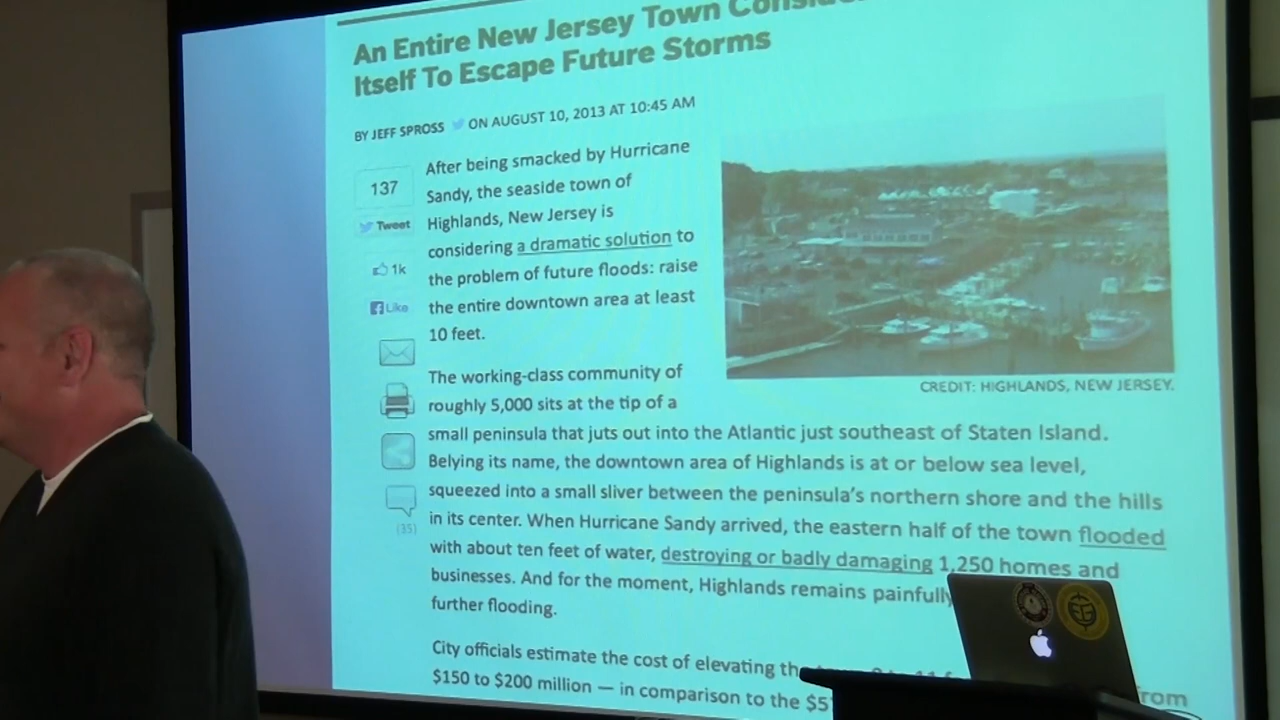 An Entire New Jersey Town
Itself To Escape Future Storms
BY JEFF SPROSS ON AUGUST 10, 2013 AT 10:45 AM
137
Tweet
1k
Like
(35)
After being smacked by Hurricane
Sandy, the seaside town of
Highlands, New Jersey is
considering a dramatic solution to
the problem of future floods: raise
the entire downtown area at least
10 feet.
CREDIT: HIGHLANDS, NEW JERSEY.
The working-class community of
roughly 5,000 sits at the tip of a
small peninsula that juts out into the Atlantic just southeast of Staten Island.
Belying its name, the downtown area of Highlands is at or below sea level,
squeezed into a small sliver between the peninsula's northern shore and the hills
in its center. When Hurricane Sandy arrived, the eastern half of the town flooded
with about ten feet of water, destroying or badly damaging 1,250 homes and
businesses. And for the moment, Highlands remains painfully
further flooding.
City officials estimate the cost of elevating
$150 to $200 million — in comparison to the